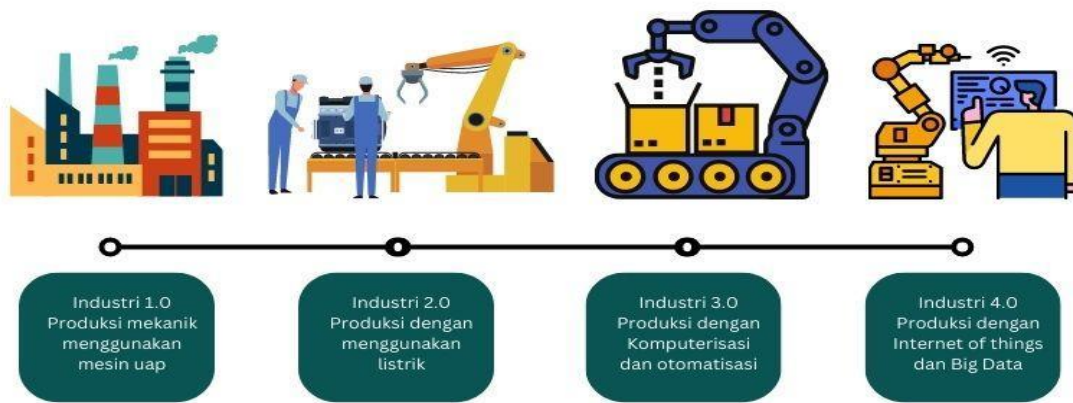 Industri 1.0
Produksi mekanik
menggunakan
mesin uap
Industri 2.0
Produksi dengan
menggunakan
listrik
Industri 3.0
Produksi dengan
Komputerisasi
dan otomatisasi
Industri 4.0
Produksi dengan
Internet of things
dan Big Data